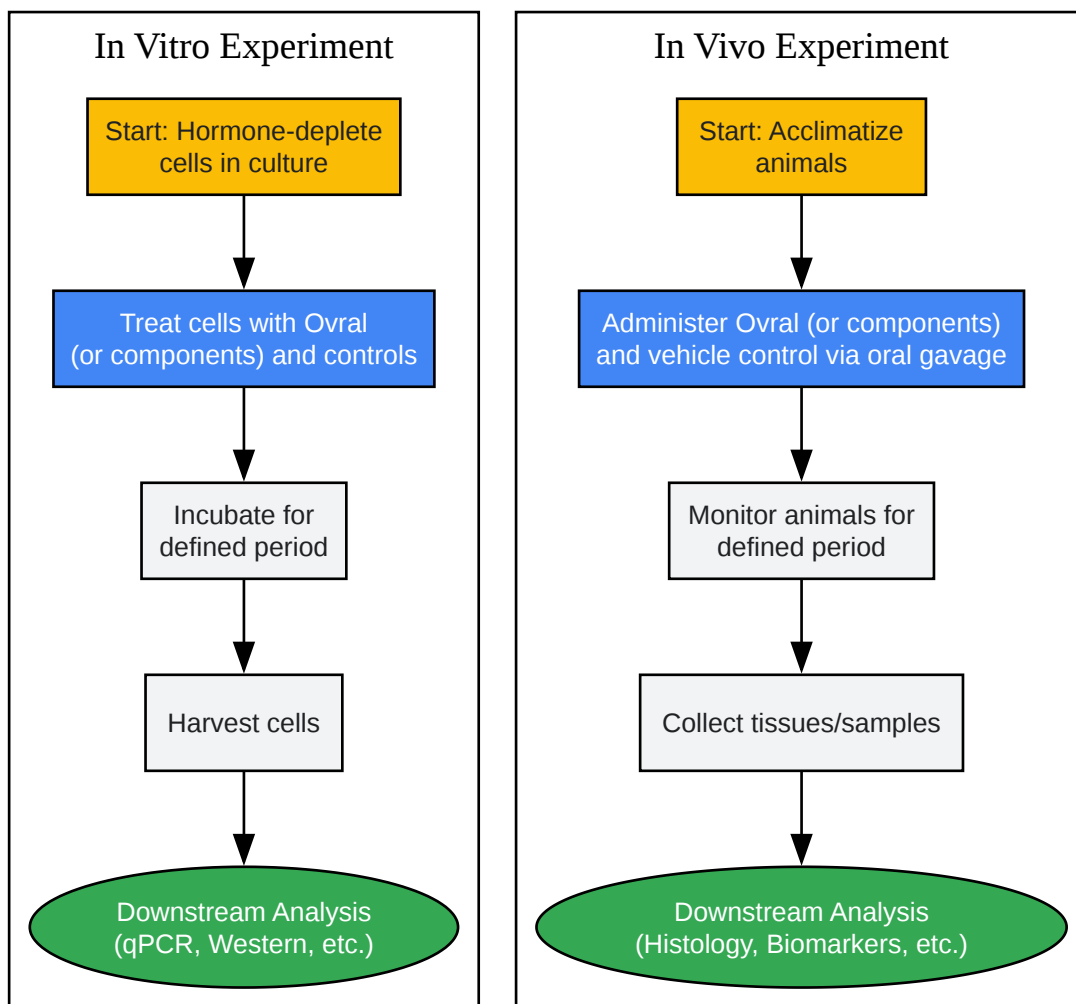 In Vitro Experiment
Start: Hormone-deplete
cells in culture
Treat cells with Ovral
(or components) and controls
Incubate for
defined period
Harvest cells
Downstream Analysis
(qPCR, Western, etc.)
In Vivo Experiment
Start: Acclimatize
animals
Administer Ovral (or components)
and vehicle control via oral gavage
Monitor animals for
defined period
Collect tissues/samples
Downstream Analysis
(Histology, Biomarkers, etc.)